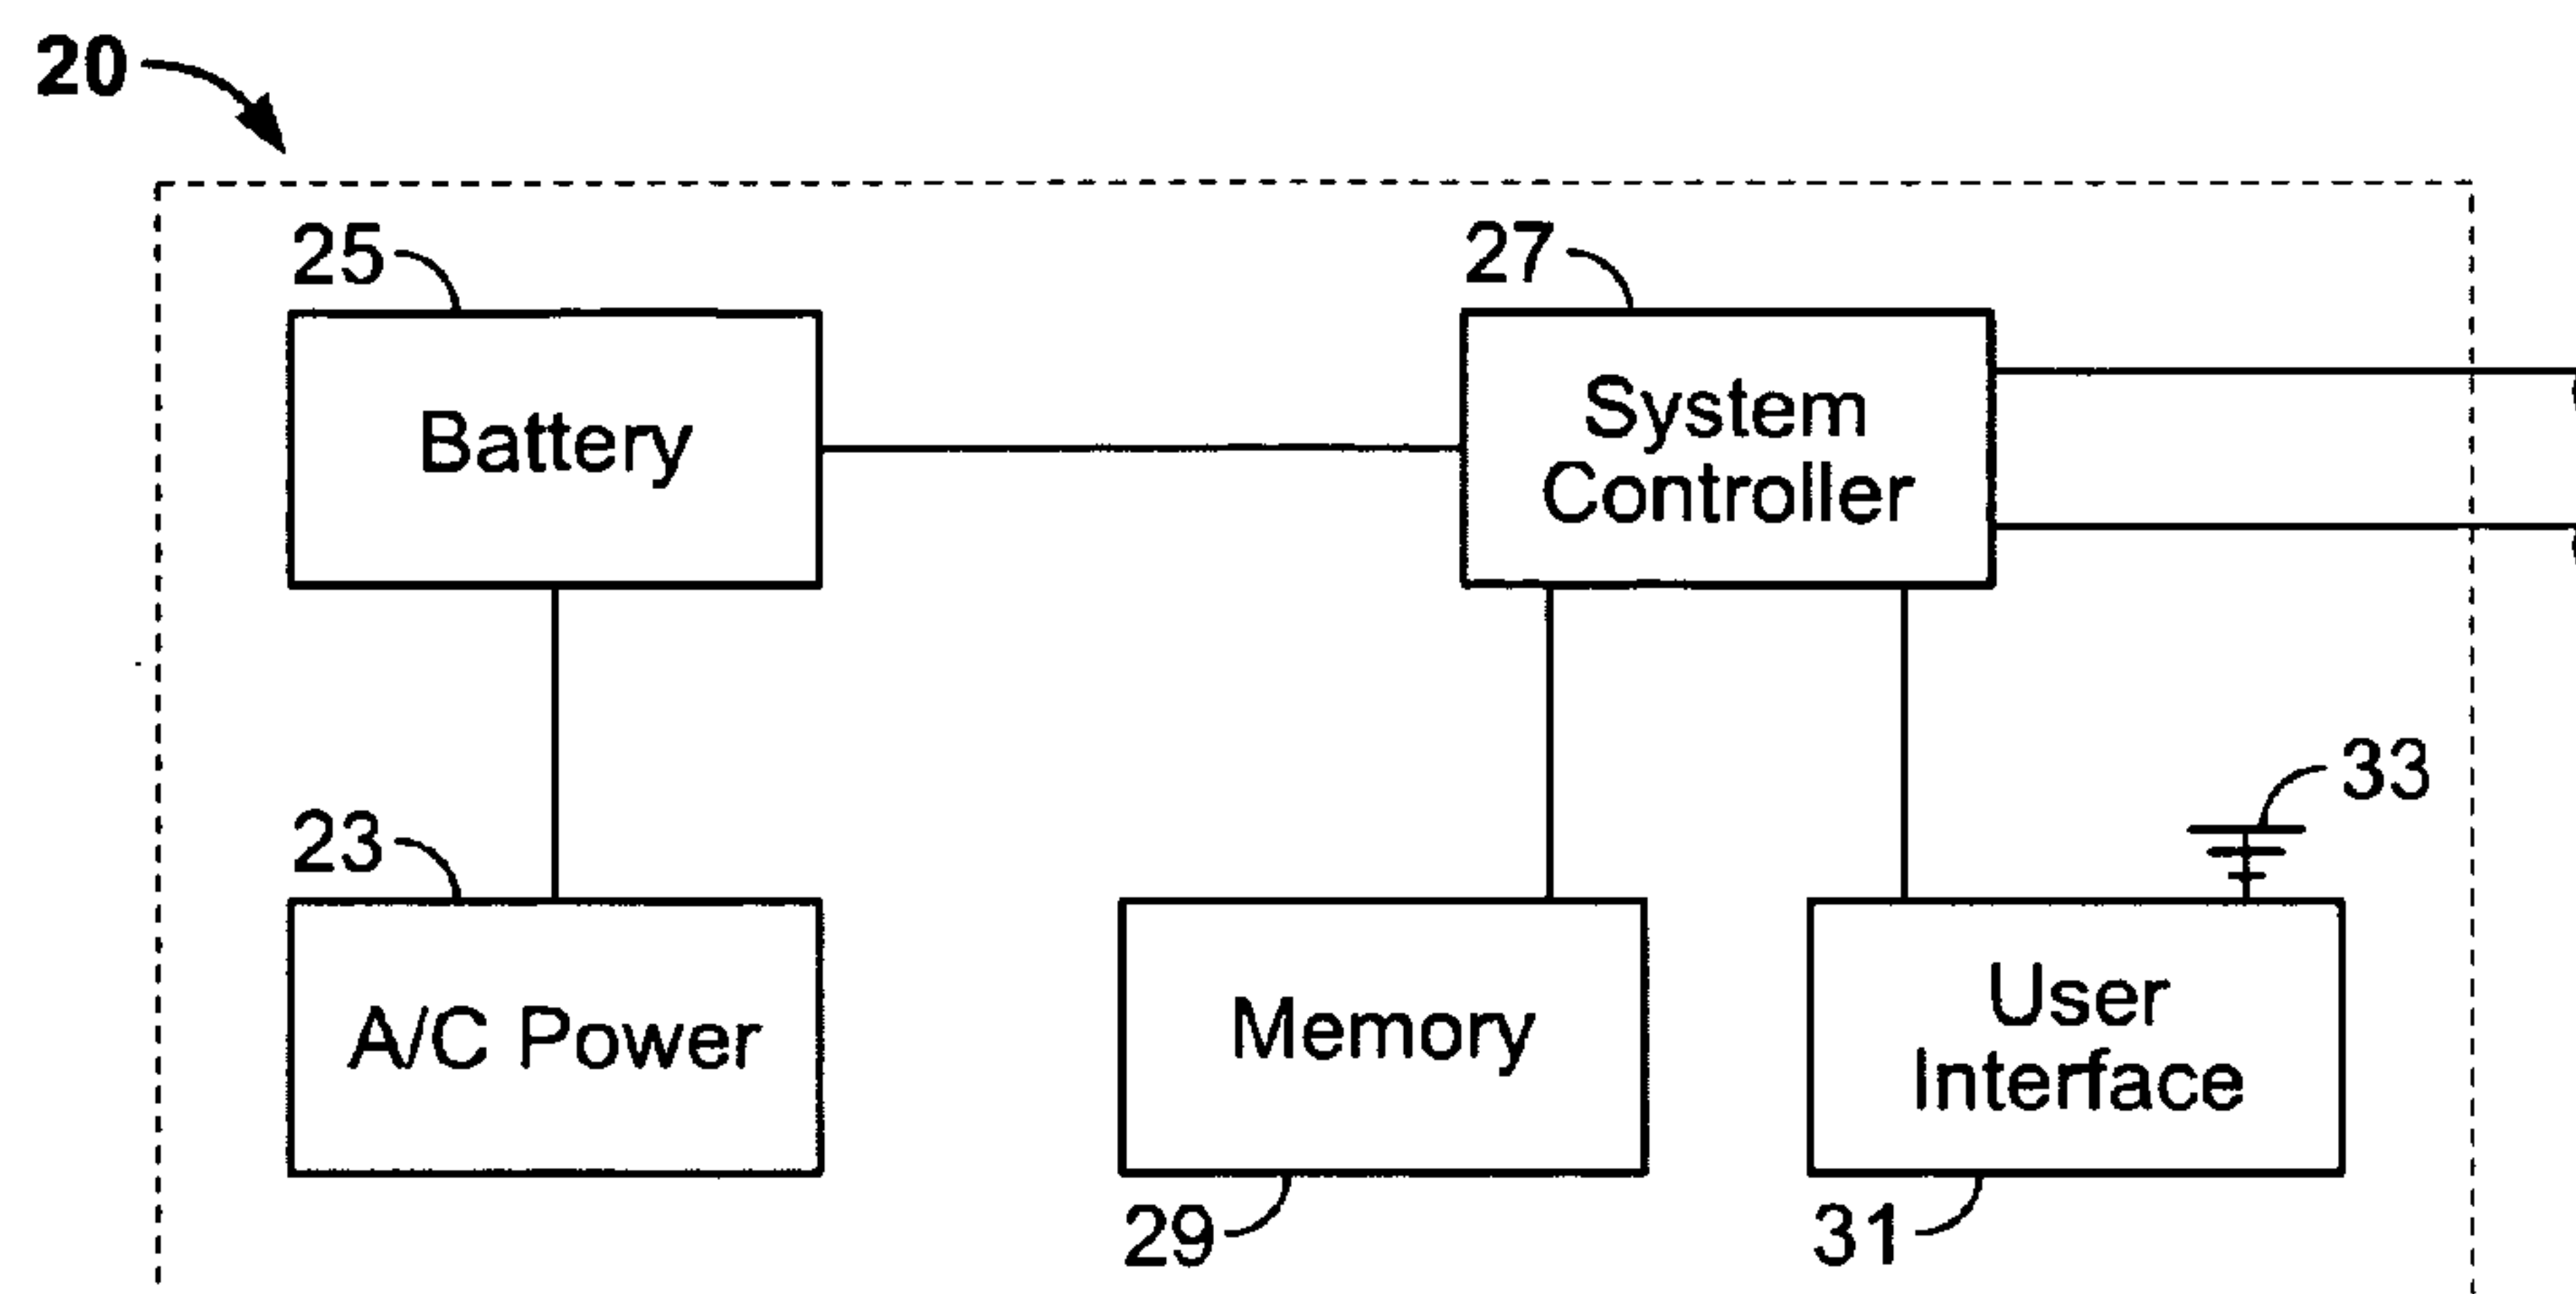 20
25
27
Battery
System
Controller
33
23
A/C Power
Memory
User
Interface
29
31